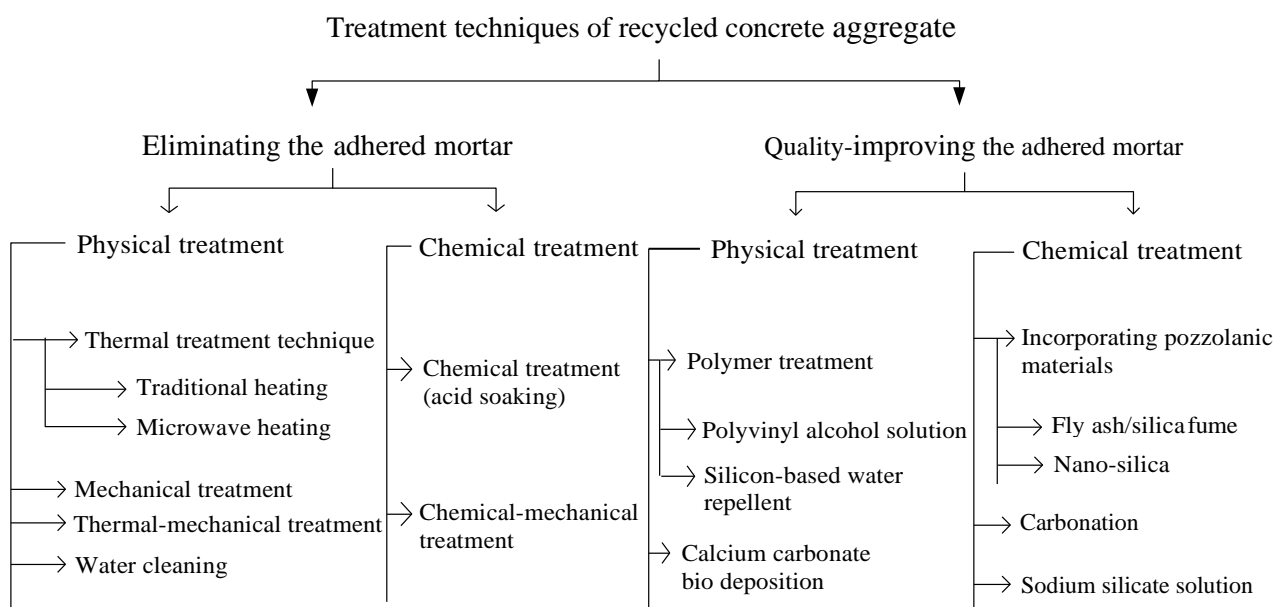 Treatment techniques of recycled concrete aggregate
Eliminating the adhered mortar
Quality-improving the adhered mortar
Physical treatment
Thermal treatment technique
Traditional heating
Microwave heating
Mechanical treatment
Thermal-mechanical treatment
Water cleaning
Chemical treatment
Chemical treatment
(acid soaking)
Chemical-mechanical
treatment
Physical treatment
Polymer treatment
Polyvinyl alcohol solution
Silicon-based water
repellent
Calcium carbonate
bio deposition
Chemical treatment
Incorporating pozzolanic
materials
Fly ash/silica fume
Nano-silica
Carbonation
Sodium silicate solution